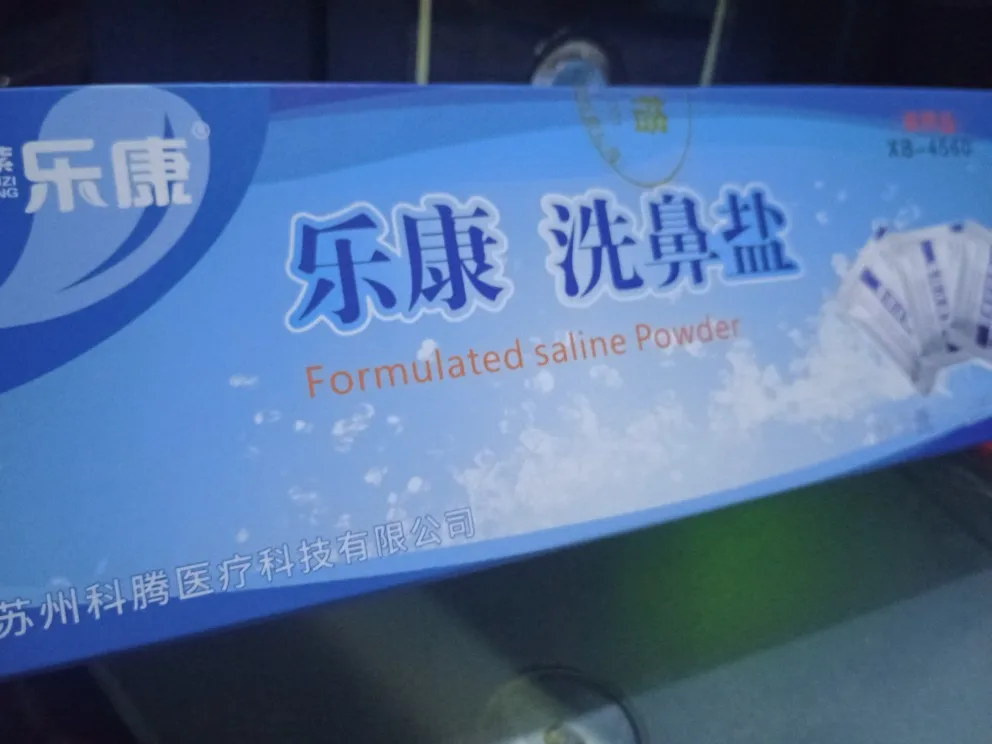 乐康®
乐康 洗鼻盐
Formulated saline Powder
苏州科腾医疗科技有限公司